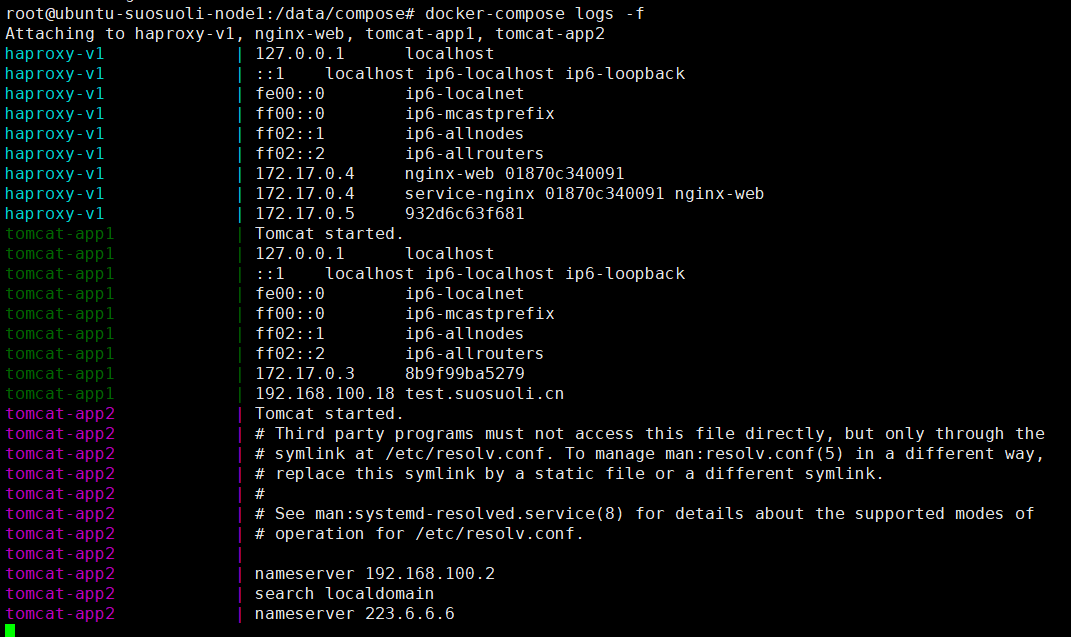 root@ubuntu-suosuoli-node1:/data/compose# docker-compose logs -f
Attaching to haproxy-v1, nginx-web, tomcat-app1, tomcat-app2
haproxy-v1 | 127.0.0.1 localhost
haproxy-v1 | ::1 localhost ip6-localhost ip6-loopback
haproxy-v1 | fe00::0 ip6-localnet
haproxy-v1 | ff00::0 ip6-mcastprefix
haproxy-v1 | ff02::1 ip6-allnodes
haproxy-v1 | ff02::2 ip6-allrouters
haproxy-v1 | 172.17.0.4 nginx-web 01870c340091
haproxy-v1 | 172.17.0.4 service-nginx 01870c340091 nginx-web
haproxy-v1 | 172.17.0.5 932d6c63f681
tomcat-app1 | Tomcat started.
tomcat-app1 | 127.0.0.1 localhost
tomcat-app1 | ::1 localhost ip6-localhost ip6-loopback
tomcat-app1 | fe00::0 ip6-localnet
tomcat-app1 | ff00::0 ip6-mcastprefix
tomcat-app1 | ff02::1 ip6-allnodes
tomcat-app1 | ff02::2 ip6-allrouters
tomcat-app1 | 172.17.0.3 8b9f99ba5279
tomcat-app1 | 192.168.100.18 test.suosuoli.cn
tomcat-app2 | Tomcat started.
tomcat-app2 | # Third party programs must not access this file directly, but only through the
tomcat-app2 | # symlink at /etc/resolv.conf. To manage man:resolv.conf(5) in a different way,
tomcat-app2 | # replace this symlink by a static file or a different symlink.
tomcat-app2 | #
tomcat-app2 | # See man:systemd-resolved.service(8) for details about the supported modes of
tomcat-app2 | # operation for /etc/resolv.conf.
tomcat-app2 |
tomcat-app2 | nameserver 192.168.100.2
tomcat-app2 | search localdomain
tomcat-app2 | nameserver 223.6.6.6